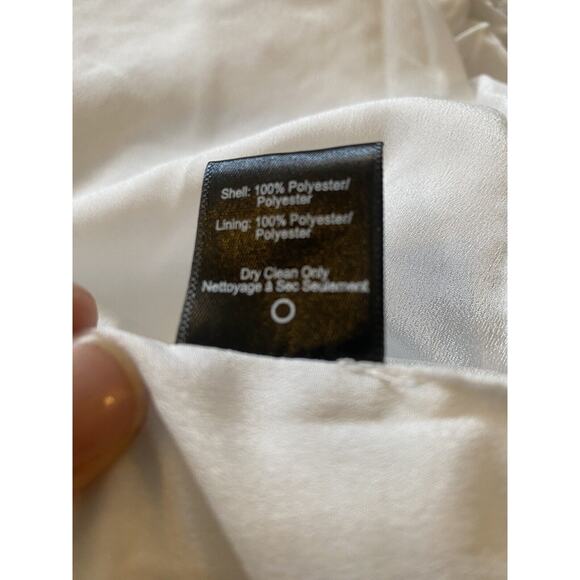 Shell: 100% Polyester/
Polyester
Lining: 100% Polyester/
Polyester
Dry Clean Only
Nettoyage à Sec Seulement